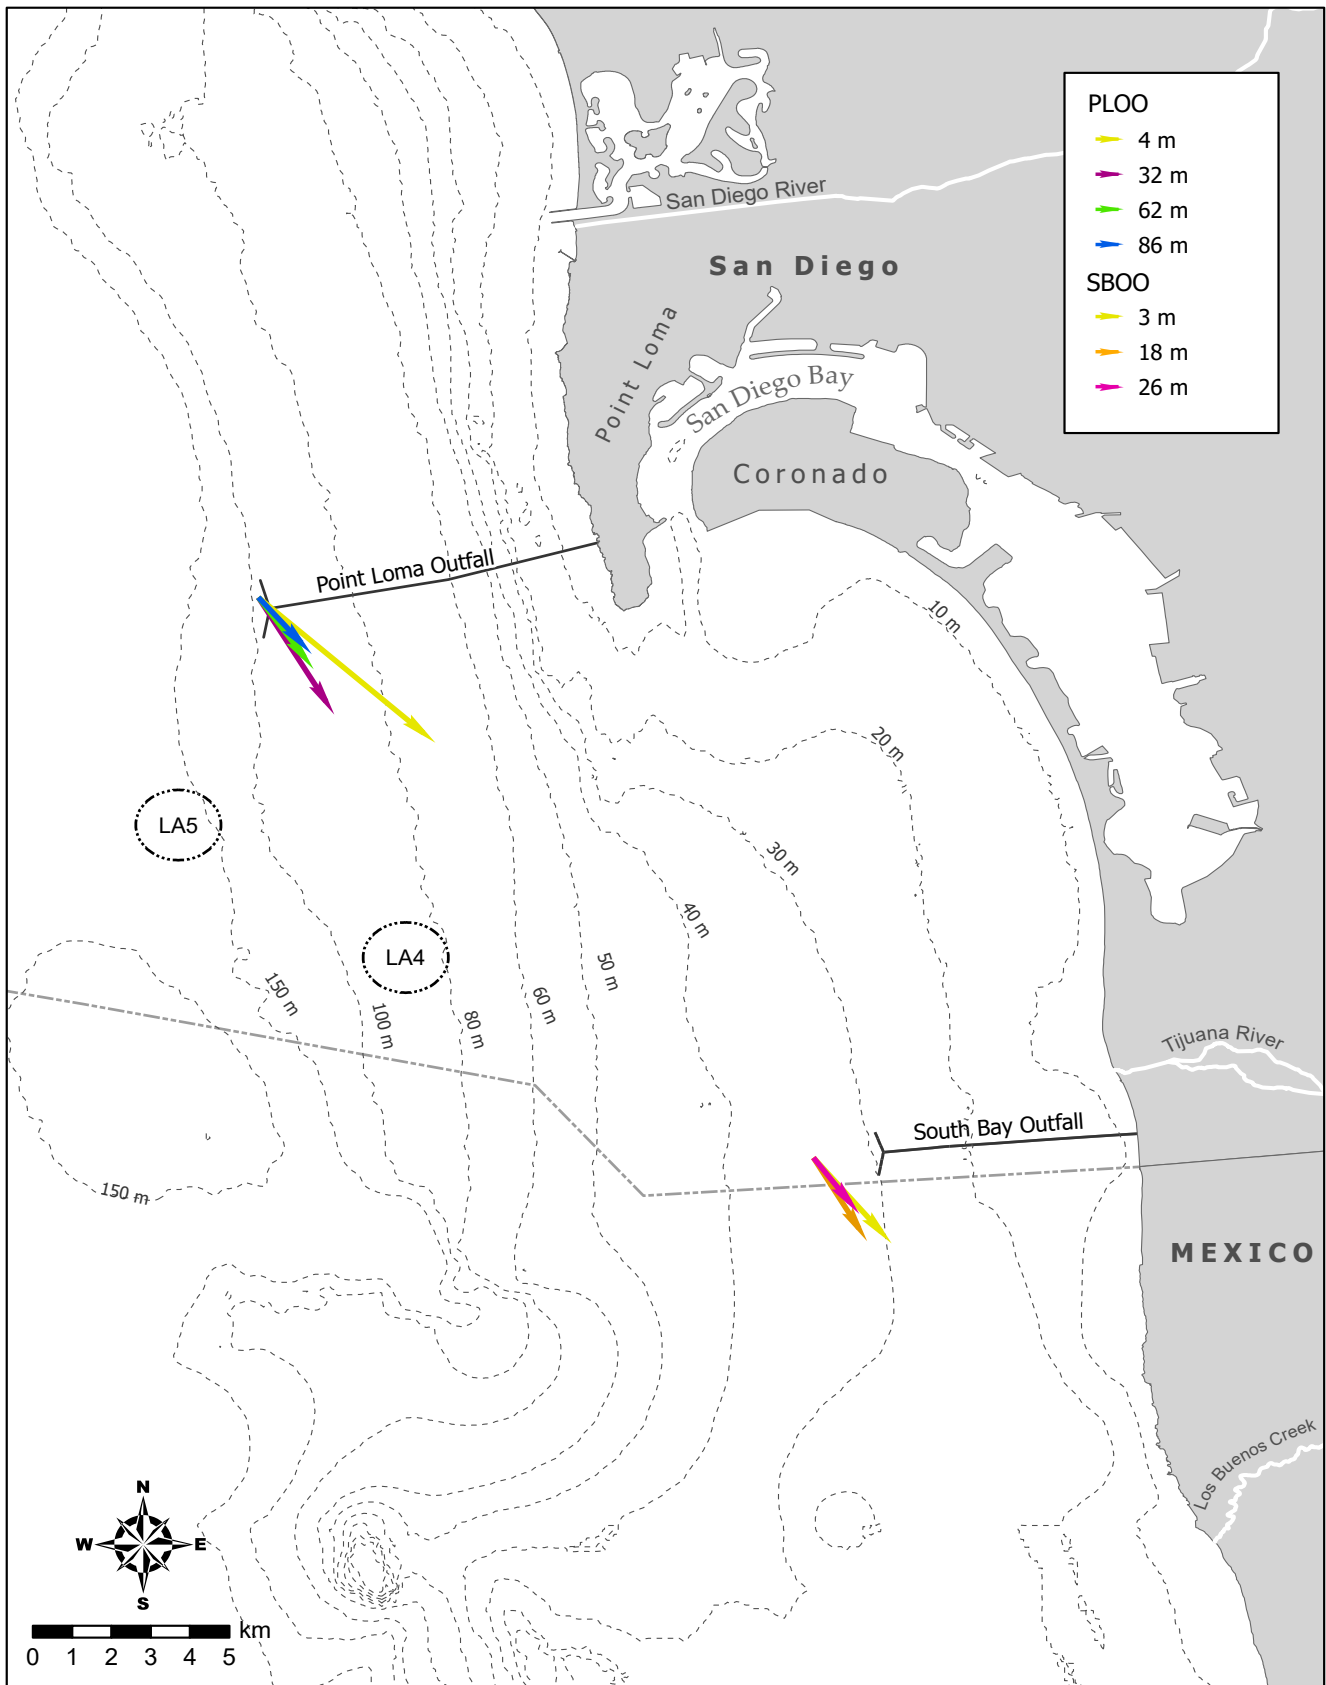 PLOO
4 m
32 m
62 m
86 m
SBOO
3 m
18 m
26 m
San Diego River
San Diego
Point Loma
San Diego Bay
Coronado
Point Loma Outfall
10 m
20 m
30 m
40 m
50 m
60 m
80 m
100 m
150 m
LA5
LA4
Tijuana River
South Bay Outfall
150 m
MEXICO
Los Buenos Creek
N
W
E
S
km
0 1 2 3 4 5